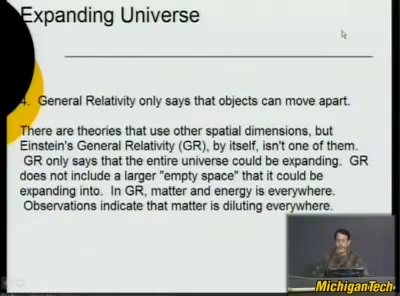 Expanding Universe
4. General Relativity only says that objects can move apart.
There are theories that use other spatial dimensions, but
Einstein's General Relativity (GR), by itself, isn't one of them.
GR only says that the entire universe could be expanding. GR
does not include a larger "empty space" that it could be
expanding into. In GR, matter and energy is everywhere.
Observations indicate that matter is diluting everywhere.
MichiganTech